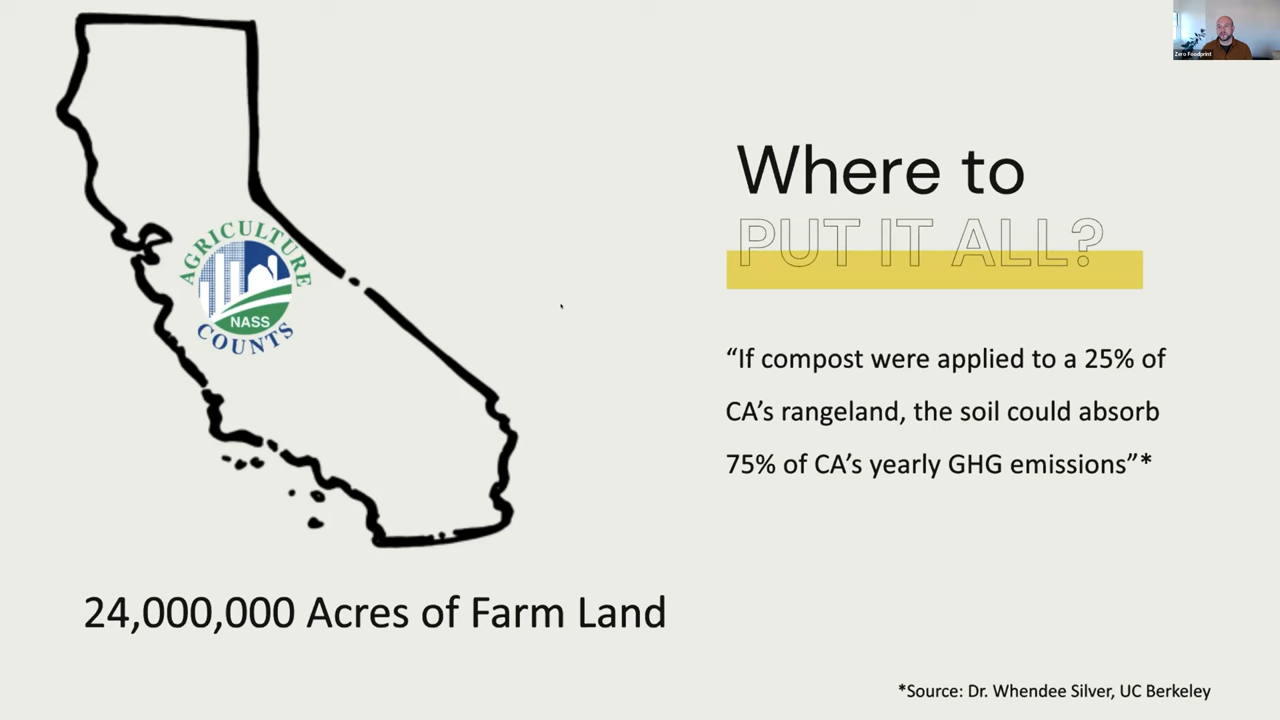 Zero Foodprint
Where to
PUT IT ALL?
AGRICULTURE
NASS
COUNTS
“If compost were applied to a 25% of
CA’s rangeland, the soil could absorb
75% of CA’s yearly GHG emissions”*
24,000,000 Acres of Farm Land
*Source: Dr. Whendee Silver, UC Berkeley